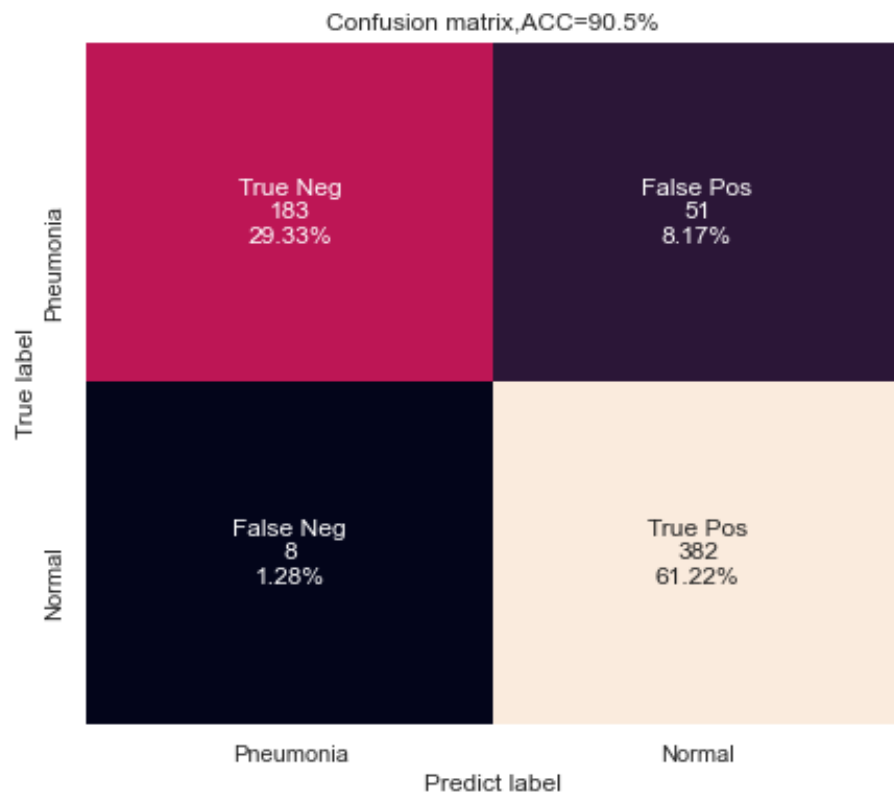 Confusion matrix,ACC=90.5%
True Neg
183
29.33%
False Pos
51
8.17%
Pneumonia
True label
False Neg
8
1.28%
True Pos
382
61.22%
Normal
Pneumonia
Normal
Predict label